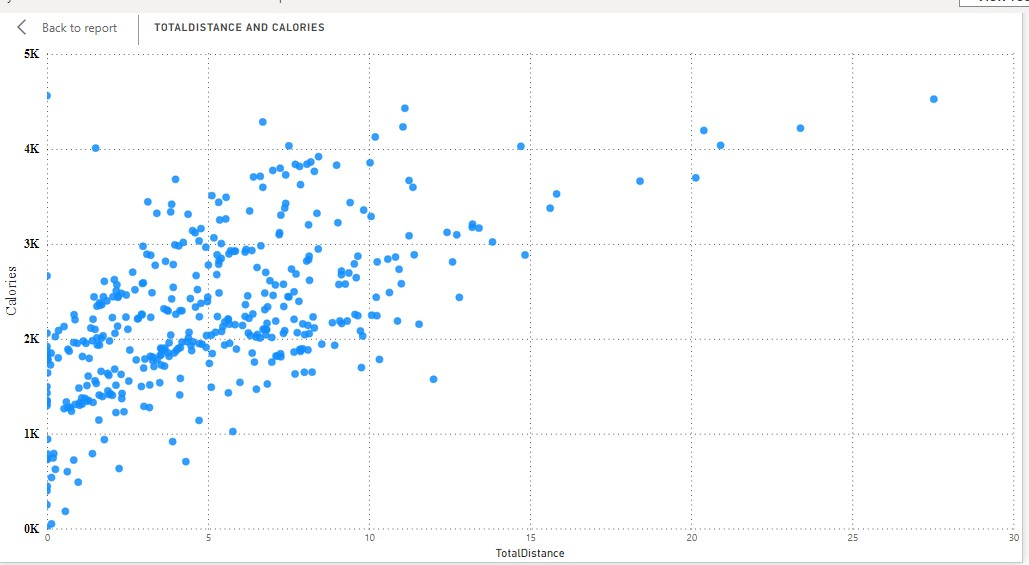 Back to report
TOTALDISTANCE AND CALORIES
5K
4K
3K
2K
1K
0K
Calories
0 5 10 15 20 25 30
TotalDistance